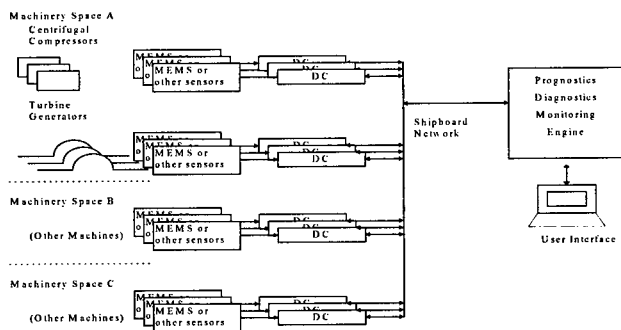 Machinery Space A
Centrifugal
Compressors
MEMS or
other sensors
DC
Turbine
Generators
MEMS or
other sensors
DC
Shipboard
Network
Prognostics
Diagnostics
Monitoring
Engine
User Interface
Machinery Space B
(Other Machines)
MEMS or
other sensors
DC
Machinery Space C
(Other Machines)
MEMS or
other sensors
DC